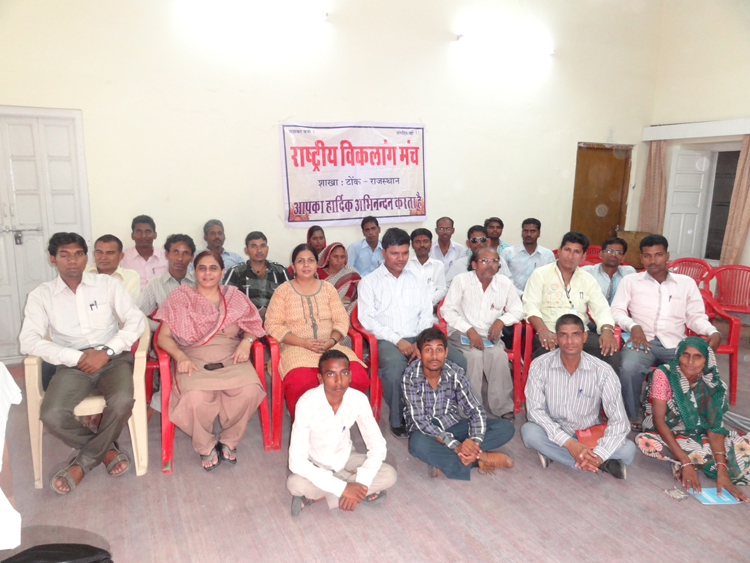 राष्ट्रीय विकलांग मंच
शाखा : टोंक - राजस्थान
आपका हार्दिक अभिनन्दन करता है